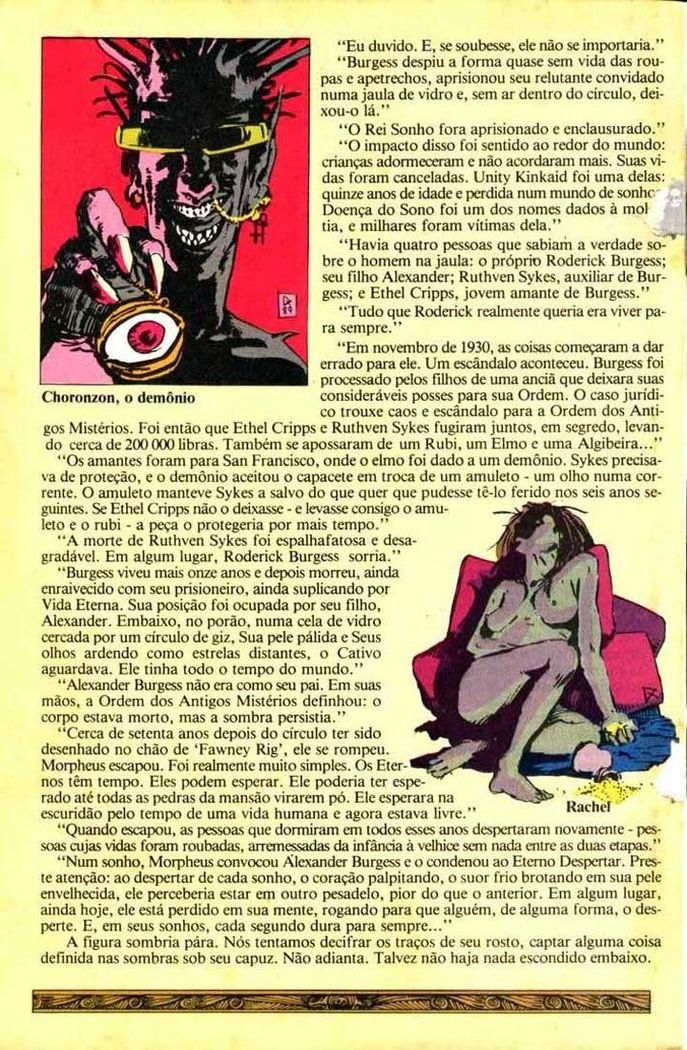 "Eu duvido. E, se soubesse, ele não se importaria."
"Burgess despiu a forma quase sem vida das rou-
pas e apetrechos, aprisionou seu relutante convidado
numa jaula de vidro e, sem ar dentro do círculo, dei-
xou-o lá."
"O Rei Sonho fora aprisionado e enclausurado."
"O impacto disso foi sentido ao redor do mundo:
crianças adormeceram e não acordaram mais. Suas vi-
das foram canceladas. Unity Kinkaid foi uma delas:
quinze anos de idade e perdida num mundo de
Doença do Sono foi um dos nomes dados à
tia, e milhares foram vítimas dela."
"Havia quatro pessoas que sabiam a verdade so-
bre o homem na jaula: o próprio Roderick Burgess;
seu filho Alexander; Ruthven Sykes, auxiliar de Bur-
gess; e Ethel Cripps, jovem amante de Burgess."
"Tudo que Roderick realmente queria era viver pa-
ra sempre."
"Em novembro de 1930, as coisas começaram a dar
errado para ele. Um escândalo aconteceu. Burgess foi
processado pelos filhos de uma anciã que deixara suas
consideráveis posses para sua Ordem. O caso jurídi-
co trouxe caos e escândalo para a Ordem dos Anti-
Choronzon, o demônio
gos Mistérios. Foi então que Ethel Cripps e Ruthven Sykes fugiram juntos, em segredo, levan-
do cerca de 200 000 libras. Também se apossaram de um Rubi, um Elmo e uma Algibeira..."
"Os amantes foram para San Francisco, onde o elmo foi dado a um demônio. Sykes precisa-
va de proteção, e o demônio aceitou o capacete em troca de um amuleto - um olho numa cor-
rente. O amuleto manteve Sykes a salvo do que quer que pudesse tê-lo ferido nos seis anos se-
guintes. Se Ethel Cripps não o deixasse - e levasse consigo o amu-
leto e o rubi - a peça o protegeria por mais tempo."
"A morte de Ruthven Sykes foi espalhafatosa e desa-
gradável. Em algum lugar, Roderick Burgess sorria."
"Burgess viveu mais onze anos e depois morreu, ainda
enraivecido com seu prisioneiro, ainda suplicando por
Vida Eterna. Sua posição foi ocupada por seu filho,
Alexander. Embaixo, no porão, numa cela de vidro
cercada por um círculo de giz, Sua pele pálida e Seus
olhos ardendo como estrelas distantes, o Cativo
aguardava. Ele tinha todo o tempo do mundo."
"Alexander Burgess não era como seu pai. Em suas
mãos, a Ordem dos Antigos Mistérios definhou: o
corpo estava morto, mas a sombra persistia."
"Cerca de setenta anos depois do círculo ter sido
desenhado no chão de 'Fawney Rig', ele se rompeu.
Morpheus escapou. Foi realmente muito simples. Os Eter-
nos têm tempo. Eles podem esperar. Ele poderia ter espe-
rado até todas as pedras da mansão virarem pó. Ele esperara na
escuridão pelo tempo de uma vida humana e agora estava livre."
Rachel
"Quando escapou, as pessoas que dormiram em todos esses anos despertaram novamente - pes-
soas cujas vidas foram roubadas, arremessadas da infância à velhice sem nada entre as duas etapas."
"Num sonho, Morpheus convocou Alexander Burgess e o condenou ao Eterno Despertar. Pres-
te atenção: ao despertar de cada sonho, o coração palpitando, o suor frio brotando em sua pele
envelhecida, ele perceberia estar em outro pesadelo, pior do que o anterior. Em algum lugar,
ainda hoje, ele está perdido em sua mente, rogando para que alguém, de alguma forma, o des-
perte. E, em seus sonhos, cada segundo dura para sempre..."
A figura sombria pára. Nós tentamos decifrar os traços de seu rosto, captar alguma coisa
definida nas sombras sob seu capuz. Não adianta. Talvez não haja nada escondido embaixo.